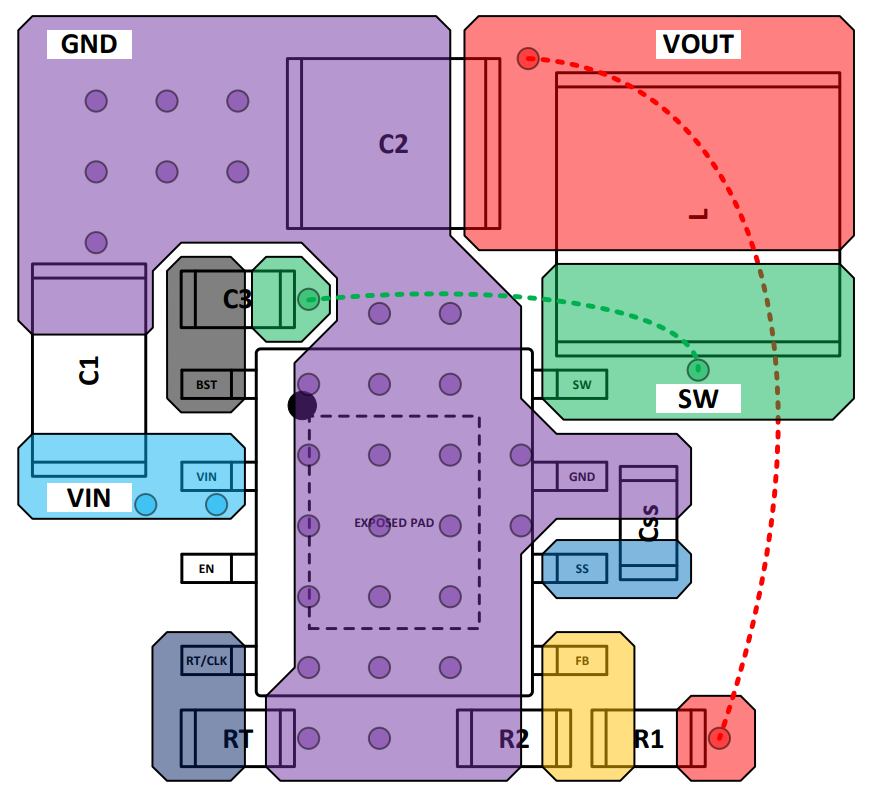 GND
VOUT
C2
L
C3
C1
BST
SW
SW
VIN
VIN
GND
Css
EXPOSED PAD
EN
SS
RT/CLK
FB
RT
R2
R1